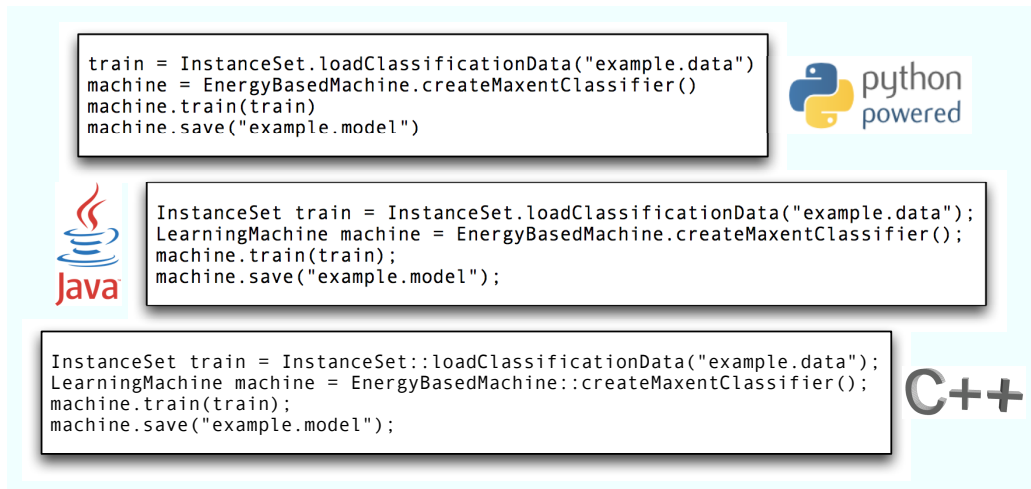 train = InstanceSet.loadClassificationData("example.data")
machine = EnergyBasedMachine.createMaxentClassifier()
machine.train(train)
machine.save("example.model")
python
powered
InstanceSet train = InstanceSet.loadClassificationData("example.data");
LearningMachine machine = EnergyBasedMachine.createMaxentClassifier();
machine.train(train);
machine.save("example.model");
Java
InstanceSet train = InstanceSet::loadClassificationData("example.data");
LearningMachine machine = EnergyBasedMachine::createMaxentClassifier();
machine.train(train);
machine.save("example.model");
C++